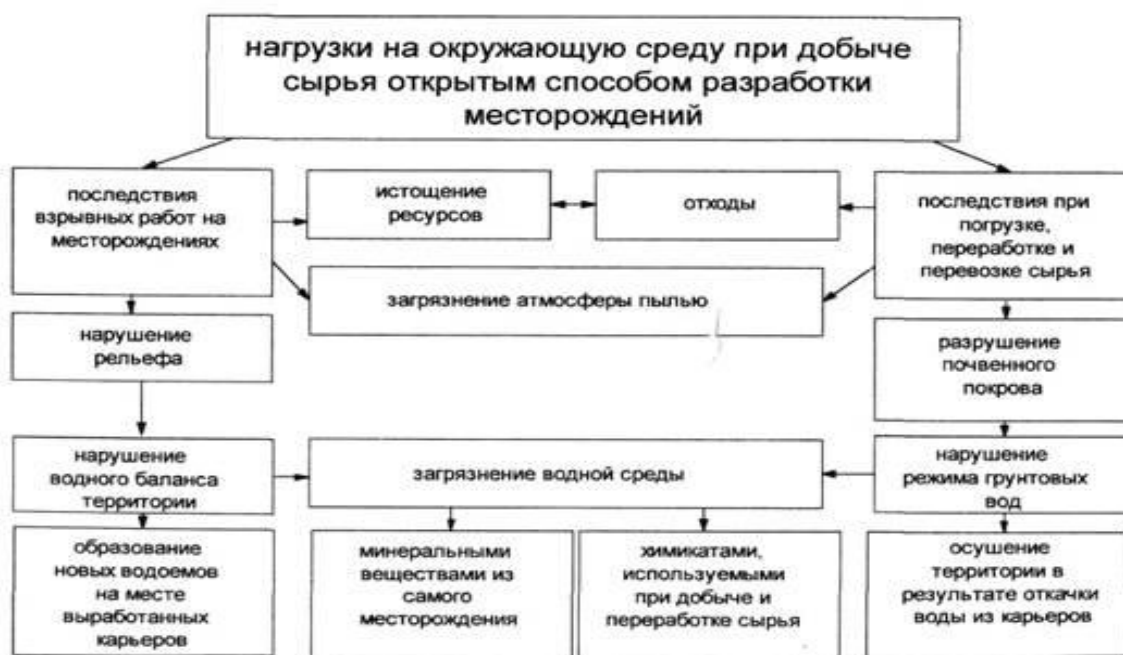 нагрузки на окружающую среду при добыче
сырья открытым способом разработки
месторождений
последствия
взрывных работ на
месторождениях
истощение
ресурсов
отходы
последствия при
погрузке,
переработке и
перевозке сырья
загрязнение атмосферы пылью
нарушение
рельефа
разрушение
почвенного
покрова
нарушение
водного баланса
территории
загрязнение водной среды
нарушение
режима грунтовых
вод
образование
новых водоемов
на месте
выработанных
карьеров
минеральными
веществами из
самого
месторождения
химикатами,
используемыми
при добыче и
переработке сырья
осушение
территории в
результате откачки
воды из карьеров